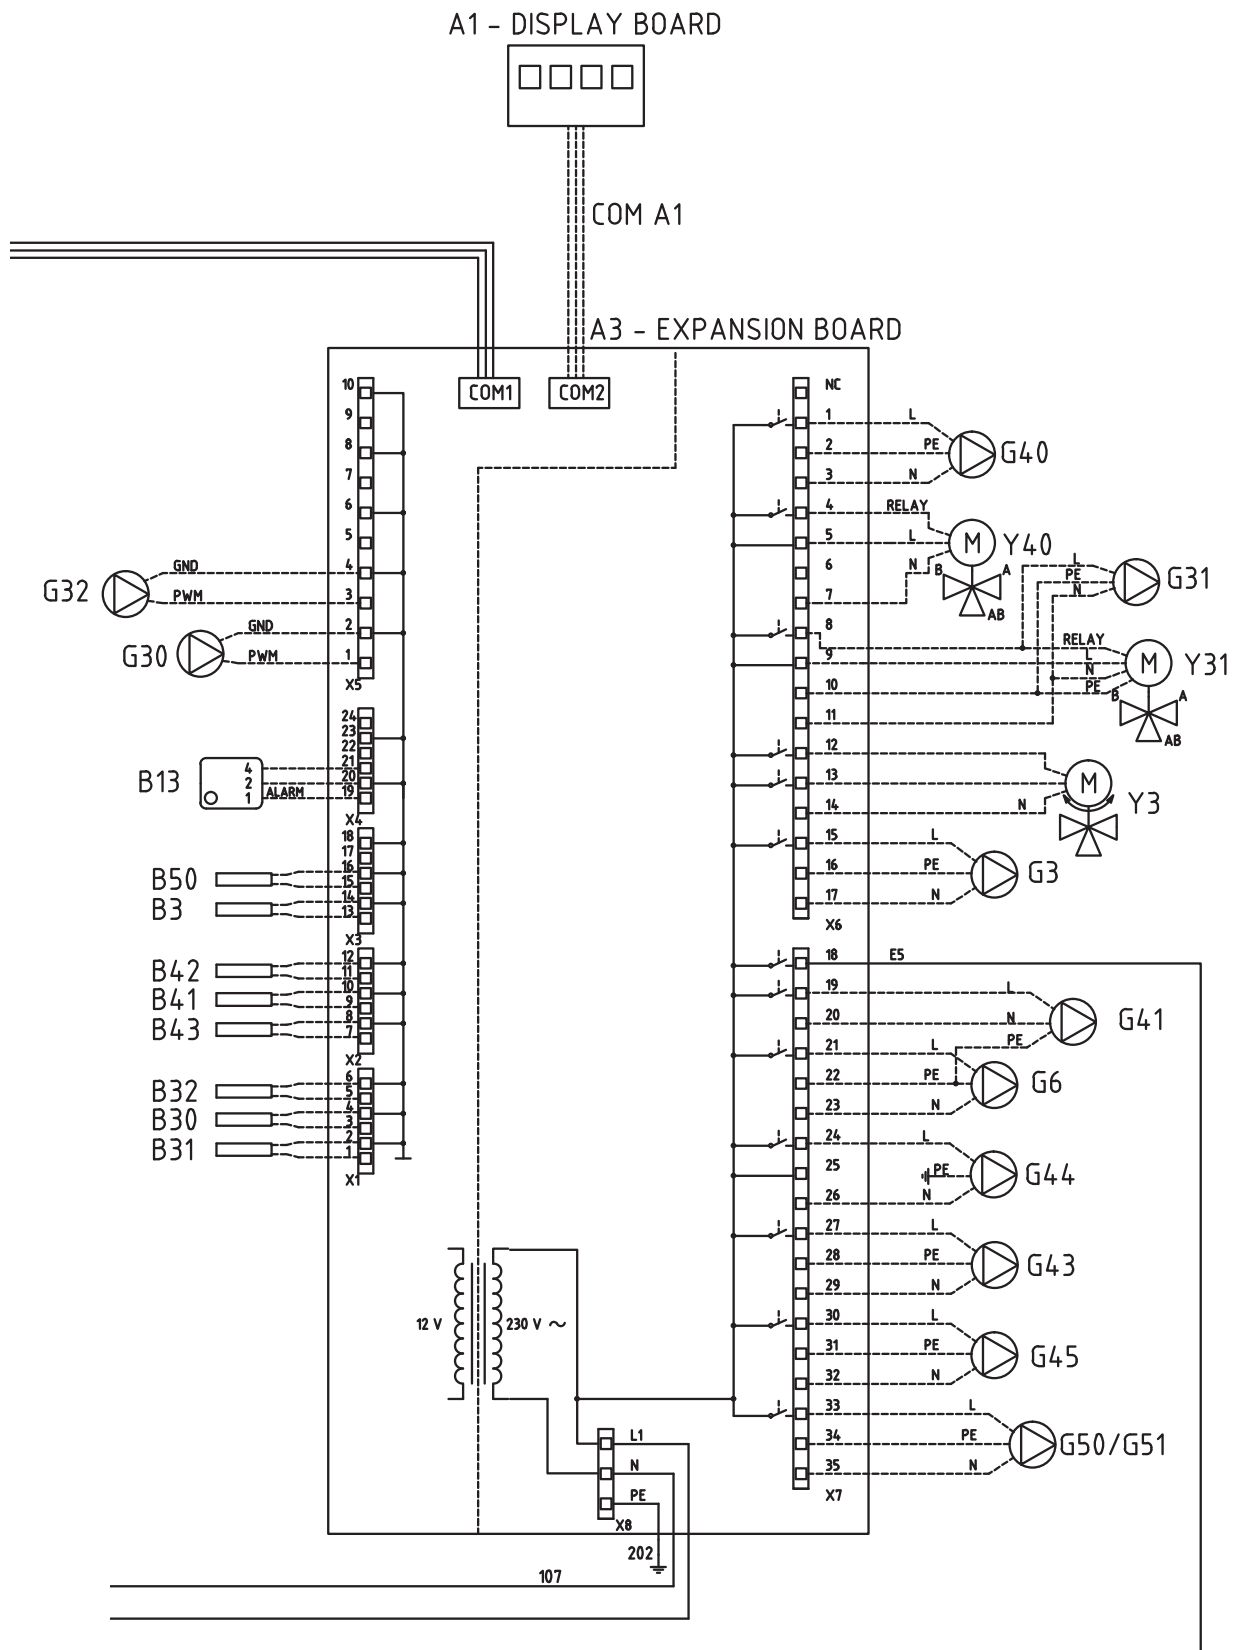 A1 - DISPLAY BOARD
COM A1
A3 - EXPANSION BOARD
COM1
COM2
10
9
8
7
6
5
4
3
2
1
X5
G32
GND
PWM
G30
GND
PWM
24
23
22
21
20
19
X4
B13
4
2
1
ALARM
18
17
16
15
14
13
X3
B50
B3
12
11
10
9
8
7
X2
B42
B41
B43
6
5
4
3
2
1
X1
B32
B30
B31
12 V
230 V ~
L1
N
PE
X8
202
107
NC
1 L
2 PE
3 N
G40
4 RELAY
5 L
6
7 N
Y40
B A
AB
8
9
10
11
L
PE
N
G31
RELAY
L
N
PE
Y31
B A
AB
12
13
14 N
Y3
15 L
16 PE
17 N
G3
X6
18 E5
19 L
20 N
PE
G41
21 L
22 PE
23 N
G6
24 L
25 PE
26 N
G44
27 L
28 PE
29 N
G43
30 L
31 PE
32 N
G45
33 L
34 PE
35 N
G50/G51
X7